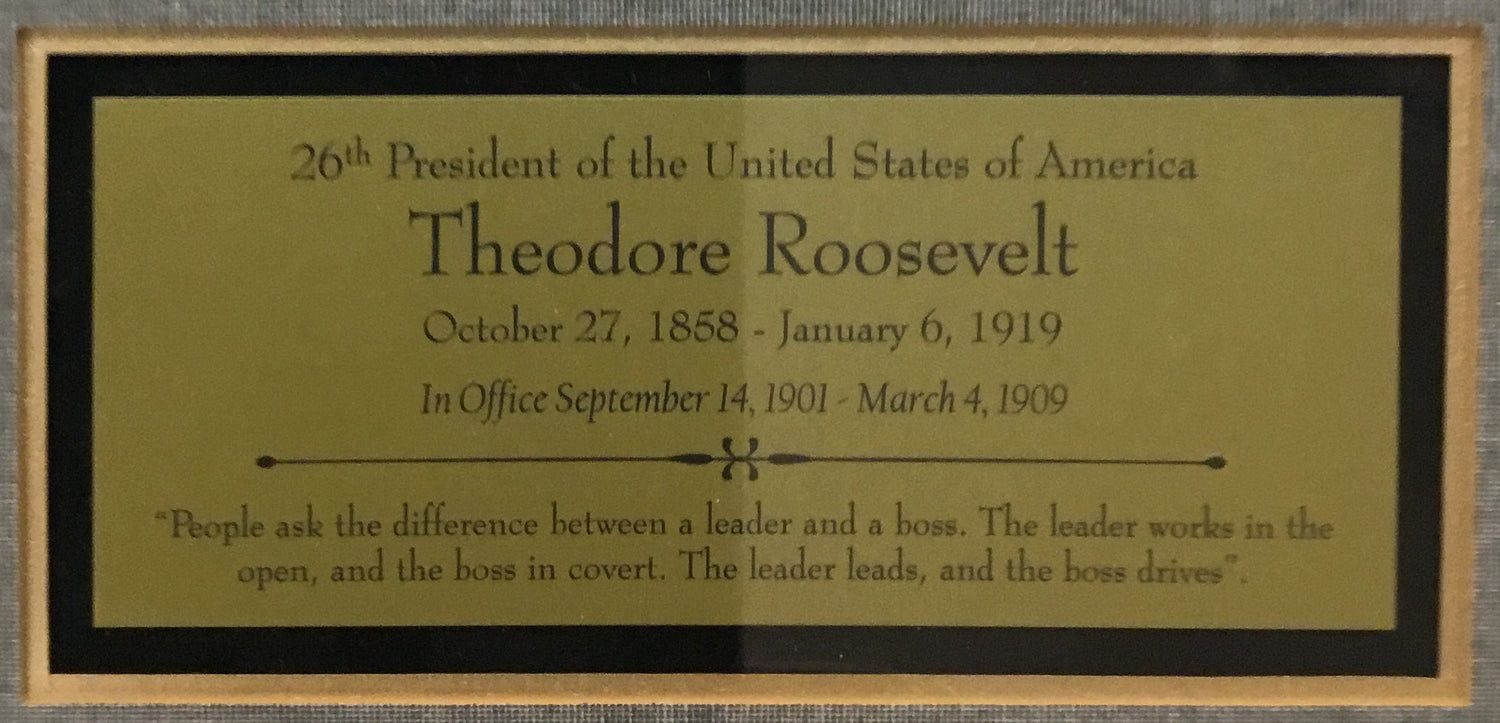 26th President of the United States of America
Theodore Roosevelt
October 27, 1858 - January 6, 1919
In Office September 14, 1901 - March 4, 1909
“People ask the difference between a leader and a boss. The leader works in the
open, and the boss in covert. The leader leads, and the boss drives”.